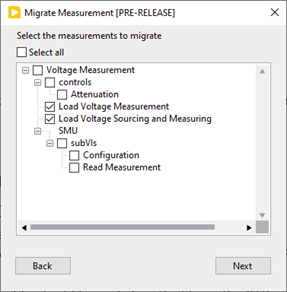 Migrate Measurement [PRE-RELEASE]
Select the measurements to migrate
Select all
Voltage Measurement
controls
Attenuation
Load Voltage Measurement
Load Voltage Sourcing and Measuring
SMU
subVIs
Configuration
Read Measurement
Back
Next